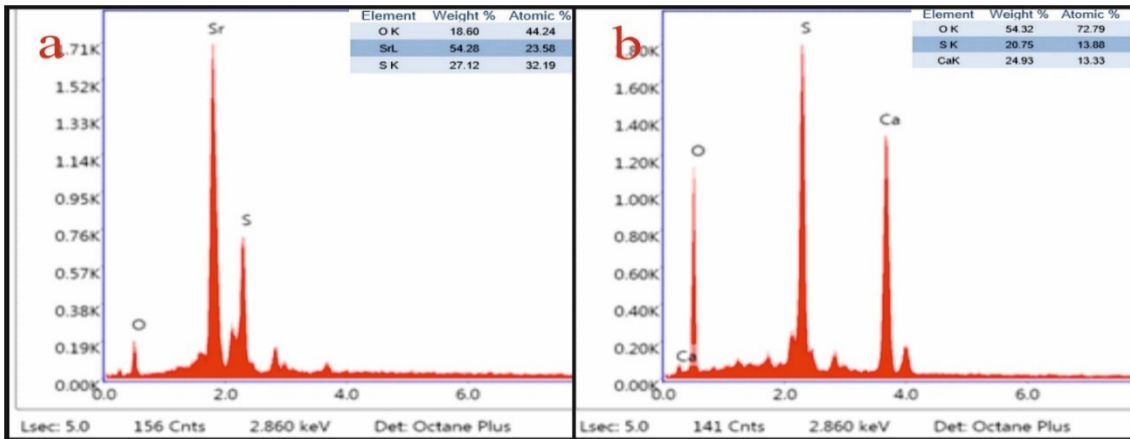 a
Element Weight % Atomic %
O K 18.60 44.24
SrL 54.28 23.58
S K 27.12 32.19
Sr
S
O
1.71K
1.52K
1.33K
1.14K
0.95K
0.76K
0.57K
0.38K
0.19K
0.00K
0.0 2.0 4.0 6.0
Lsec: 5.0 156 Cnts 2.860 keV Det: Octane Plus
b
Element Weight % Atomic %
O K 54.32 72.79
S K 20.75 13.88
CaK 24.93 13.33
S
Ca
O
Ca
1.60K
1.40K
1.20K
1.00K
0.80K
0.60K
0.40K
0.20K
0.00K
0.0 2.0 4.0 6.0
Lsec: 5.0 141 Cnts 2.860 keV Det: Octane Plus